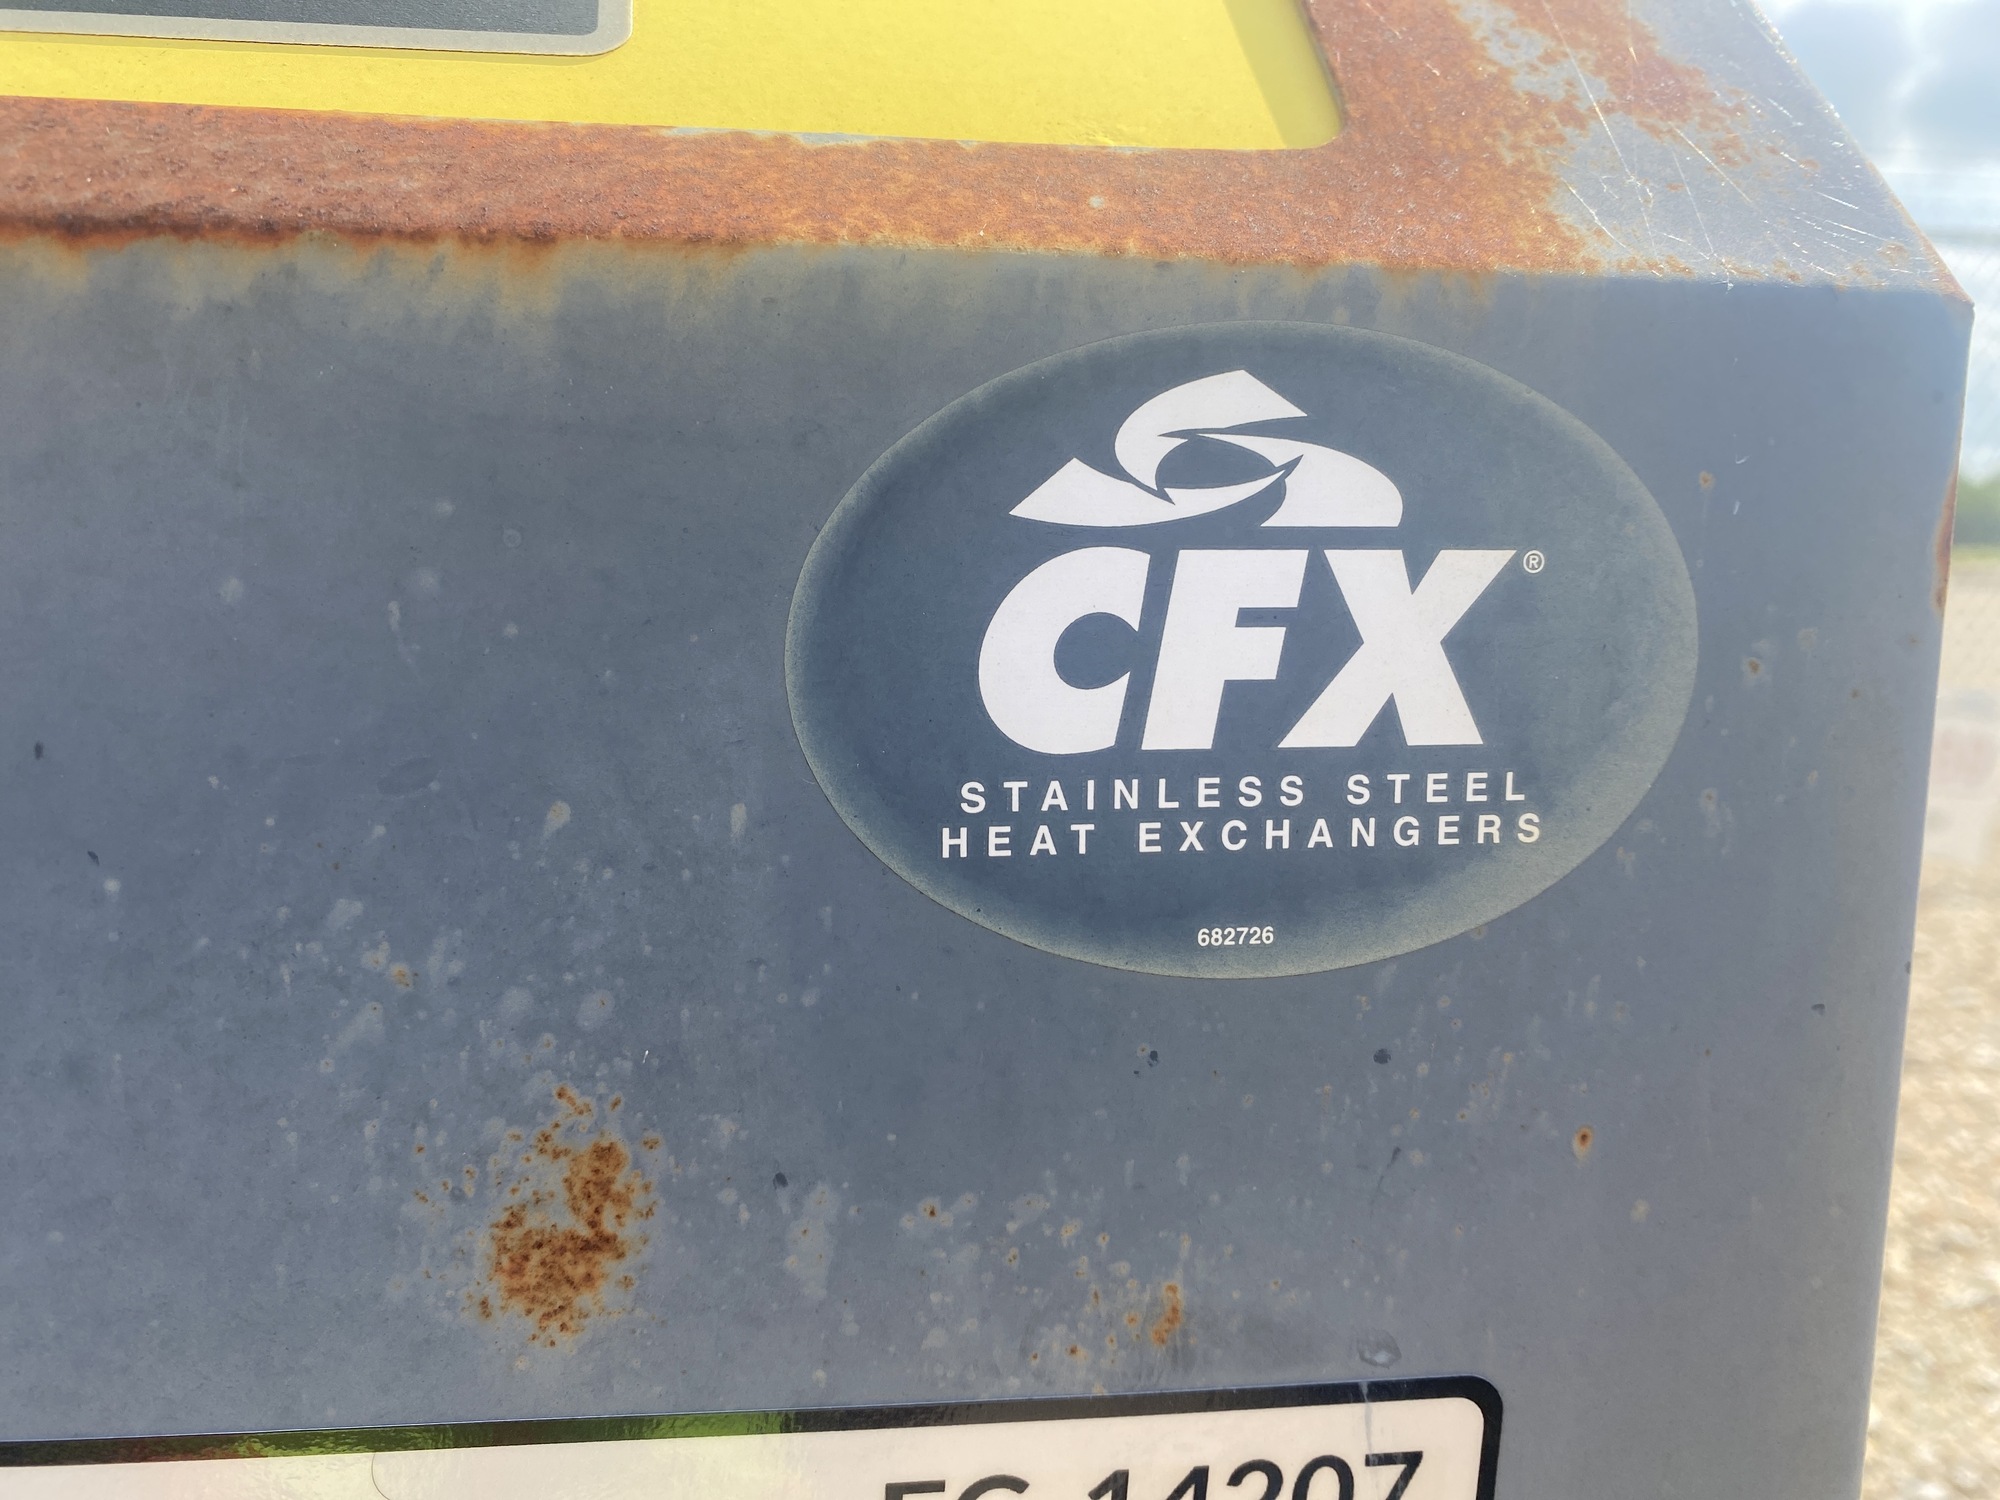 CFX®
STAINLESS STEEL
HEAT EXCHANGERS
682726